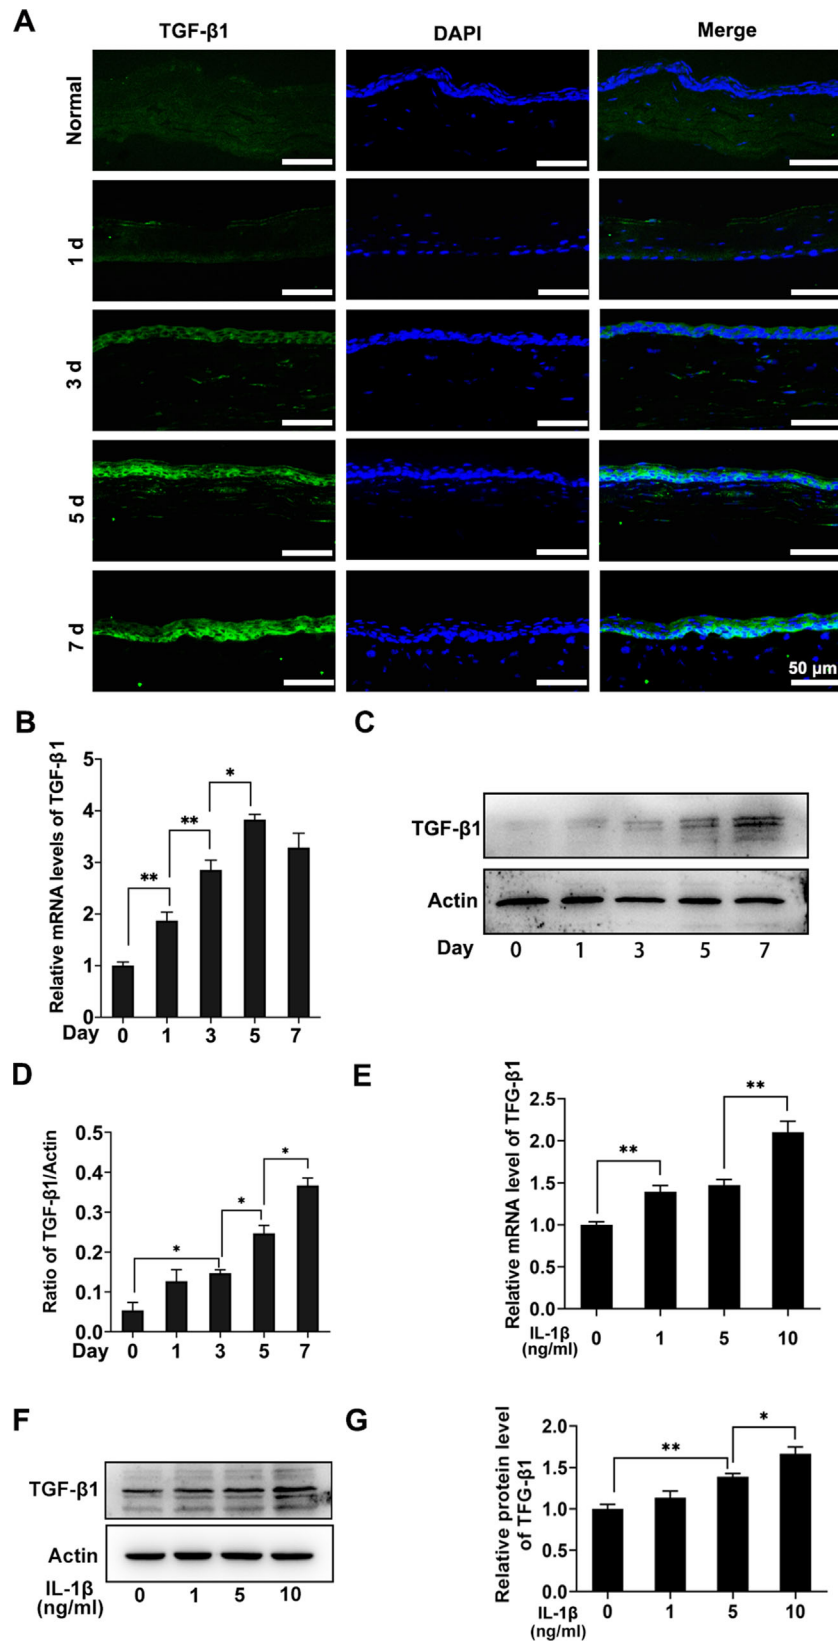 A
TGF-β1 DAPI Merge
Normal
1 d
3 d
5 d
7 d
50 μm
B
Relative mRNA levels of TGF-β1
5
4
3
2
1
0
** ** *
Day 0 1 3 5 7
C
TGF-β1
Actin
Day 0 1 3 5 7
D
Ratio of TGF-β1/Actin
0.5
0.4
0.3
0.2
0.1
0.0
* * *
Day 0 1 3 5 7
E
Relative mRNA level of TFG-β1
2.5
2.0
1.5
1.0
0.5
0.0
** **
IL-1β
(ng/ml) 0 1 5 10
F
TGF-β1
Actin
IL-1β
(ng/ml) 0 1 5 10
G
Relative protein level
of TFG-β1
2.0
1.5
1.0
0.5
0.0
** *
IL-1β
(ng/ml) 0 1 5 10